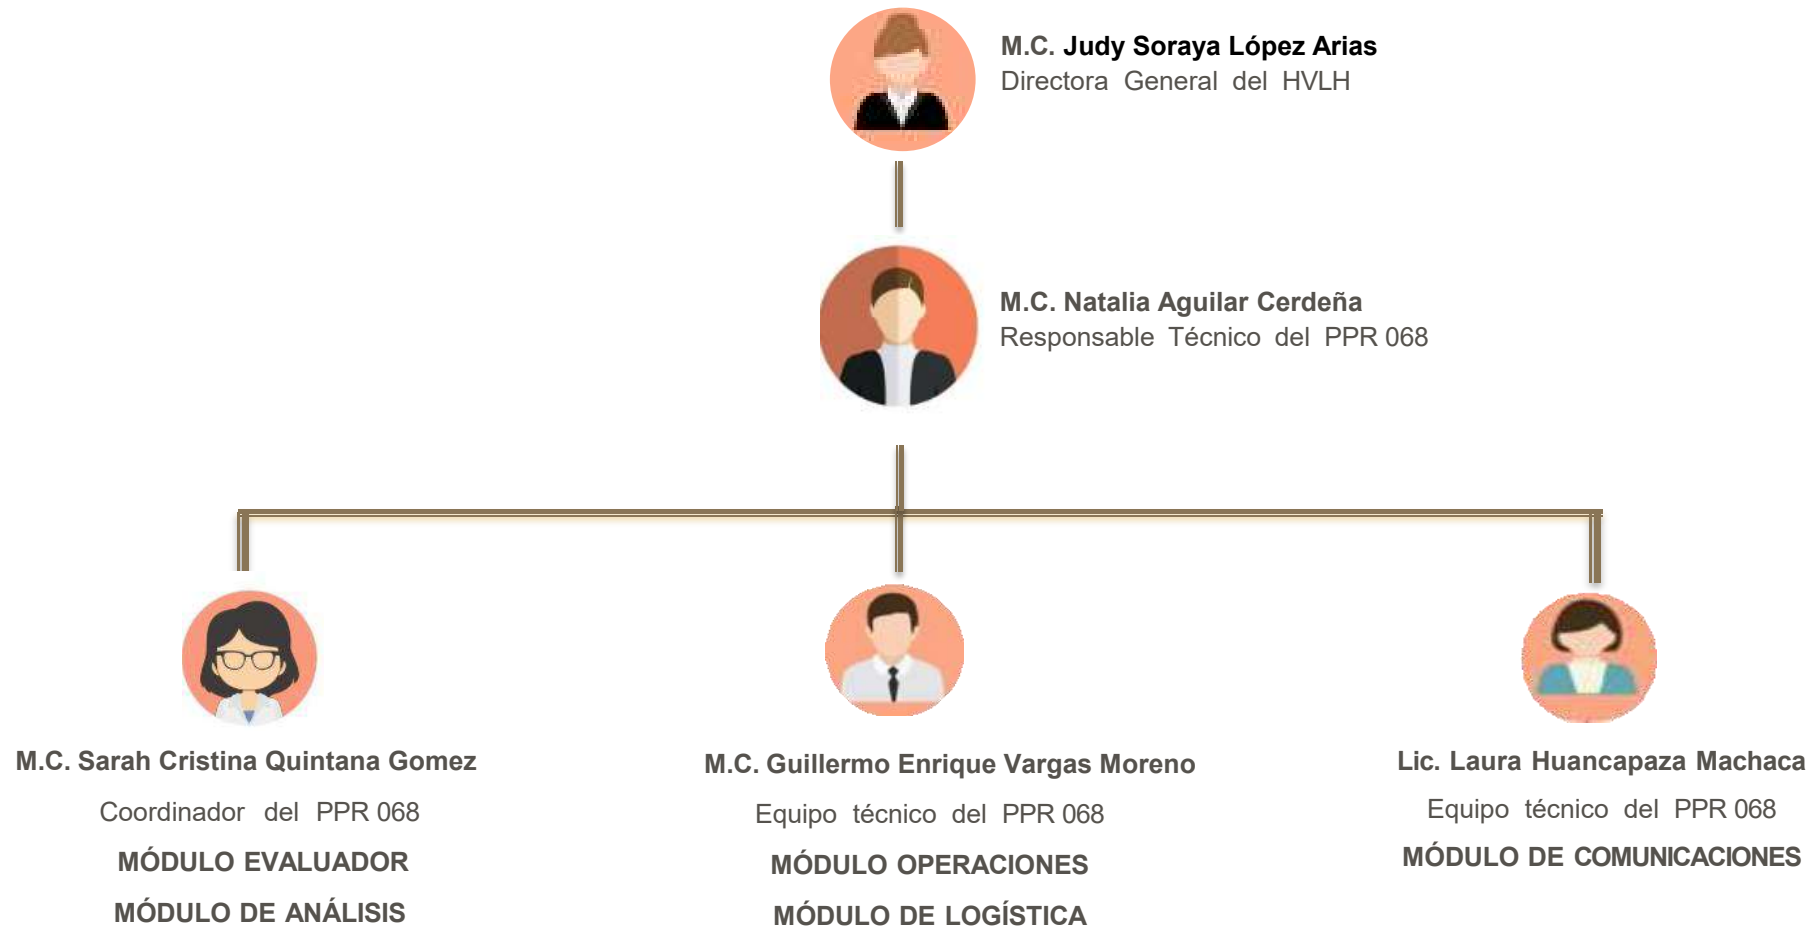 M.C. Judy Soraya López Arias
Directora General del HVLH
M.C. Natalia Aguilar Cerdeña
Responsable Técnico del PPR 068
M.C. Sarah Cristina Quintana Gomez
Coordinador del PPR 068
MÓDULO EVALUADOR
MÓDULO DE ANÁLISIS
M.C. Guillermo Enrique Vargas Moreno
Equipo técnico del PPR 068
MÓDULO OPERACIONES
MÓDULO DE LOGÍSTICA
Lic. Laura Huancapaza Machaca
Equipo técnico del PPR 068
MÓDULO DE COMUNICACIONES